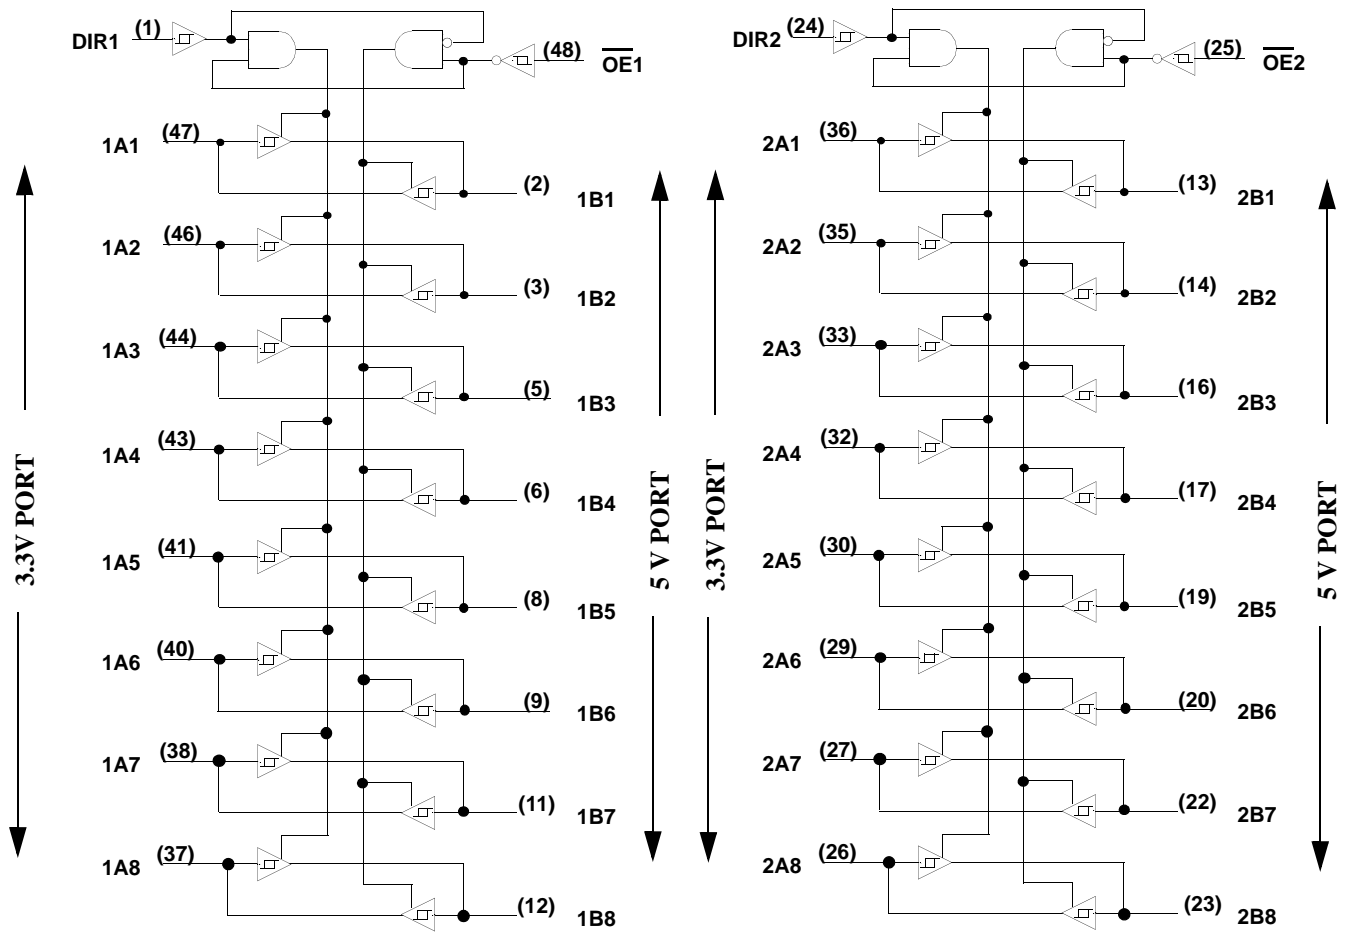 DIR1 (1) (48) OE1
1A1 (47) (2) 1B1
1A2 (46) (3) 1B2
1A3 (44) (5) 1B3
1A4 (43) (6) 1B4
1A5 (41) (8) 1B5
1A6 (40) (9) 1B6
1A7 (38) (11) 1B7
1A8 (37) (12) 1B8
3.3V PORT
5 V PORT
DIR2 (24) (25) OE2
2A1 (36) (13) 2B1
2A2 (35) (14) 2B2
2A3 (33) (16) 2B3
2A4 (32) (17) 2B4
2A5 (30) (19) 2B5
2A6 (29) (20) 2B6
2A7 (27) (22) 2B7
2A8 (26) (23) 2B8
3.3V PORT
5 V PORT